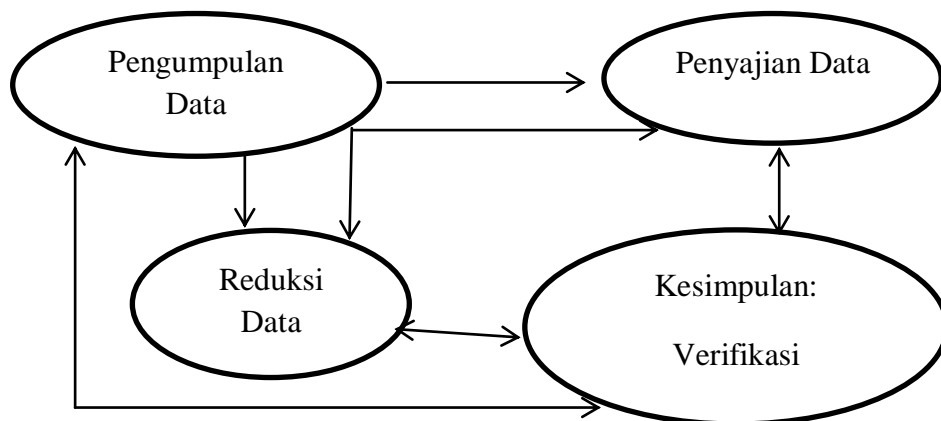 Pengumpulan
Data
Penyajian Data
Reduksi
Data
Kesimpulan:
Verifikasi